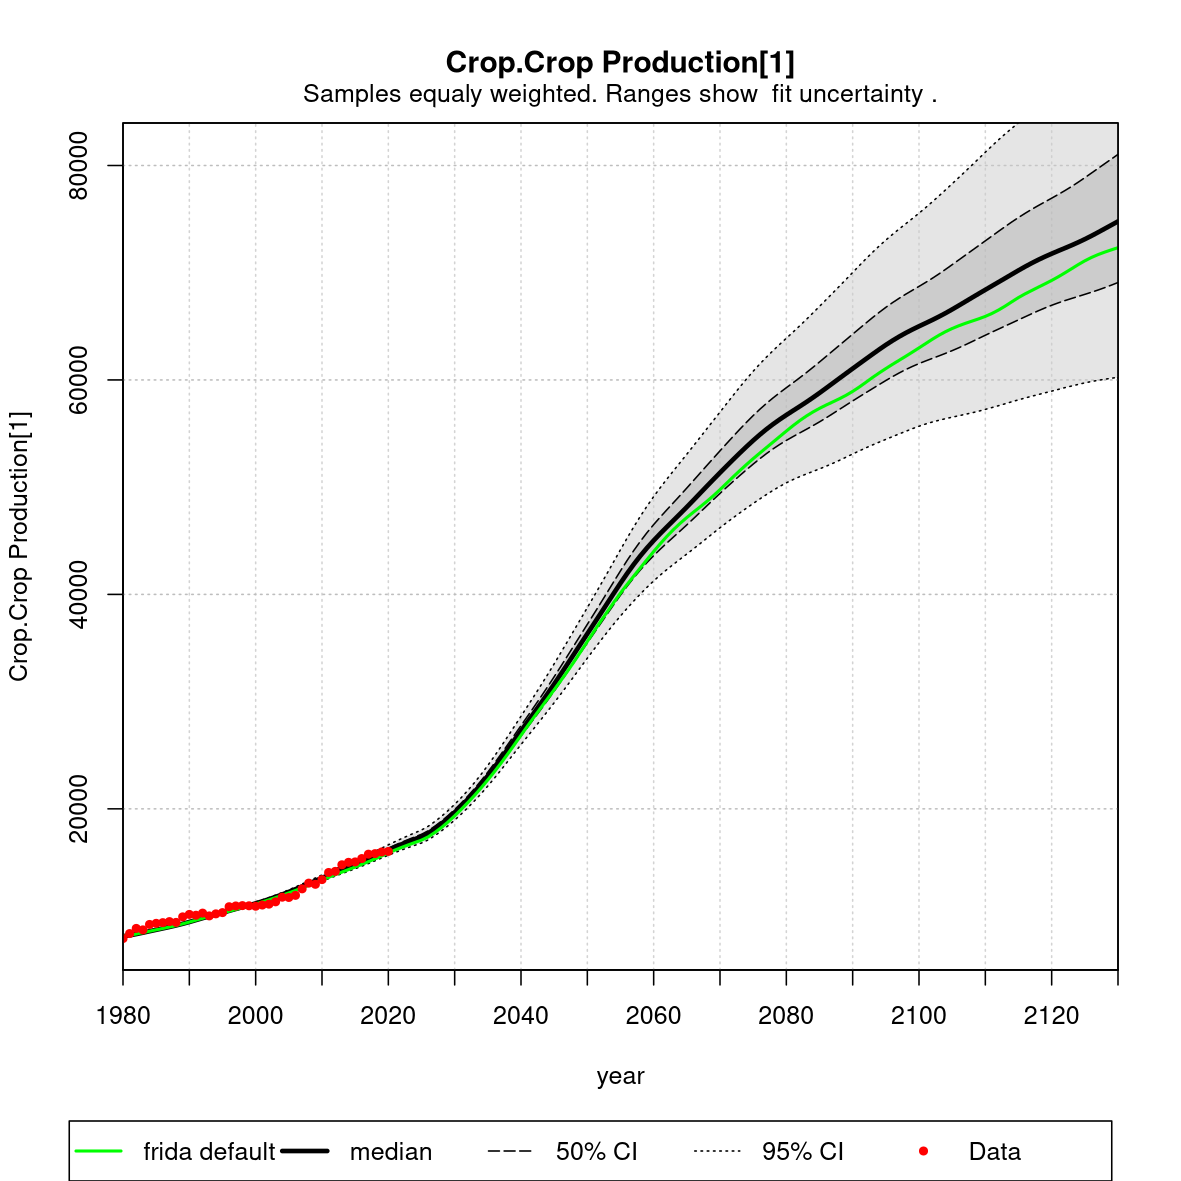 Crop.Crop Production[1]
Samples equaly weighted. Ranges show  fit uncertainty .
Crop.Crop Production[1]
80000
60000
40000
20000
1980 2000 2020 2040 2060 2080 2100 2120
year
frida default median 50% CI 95% CI Data